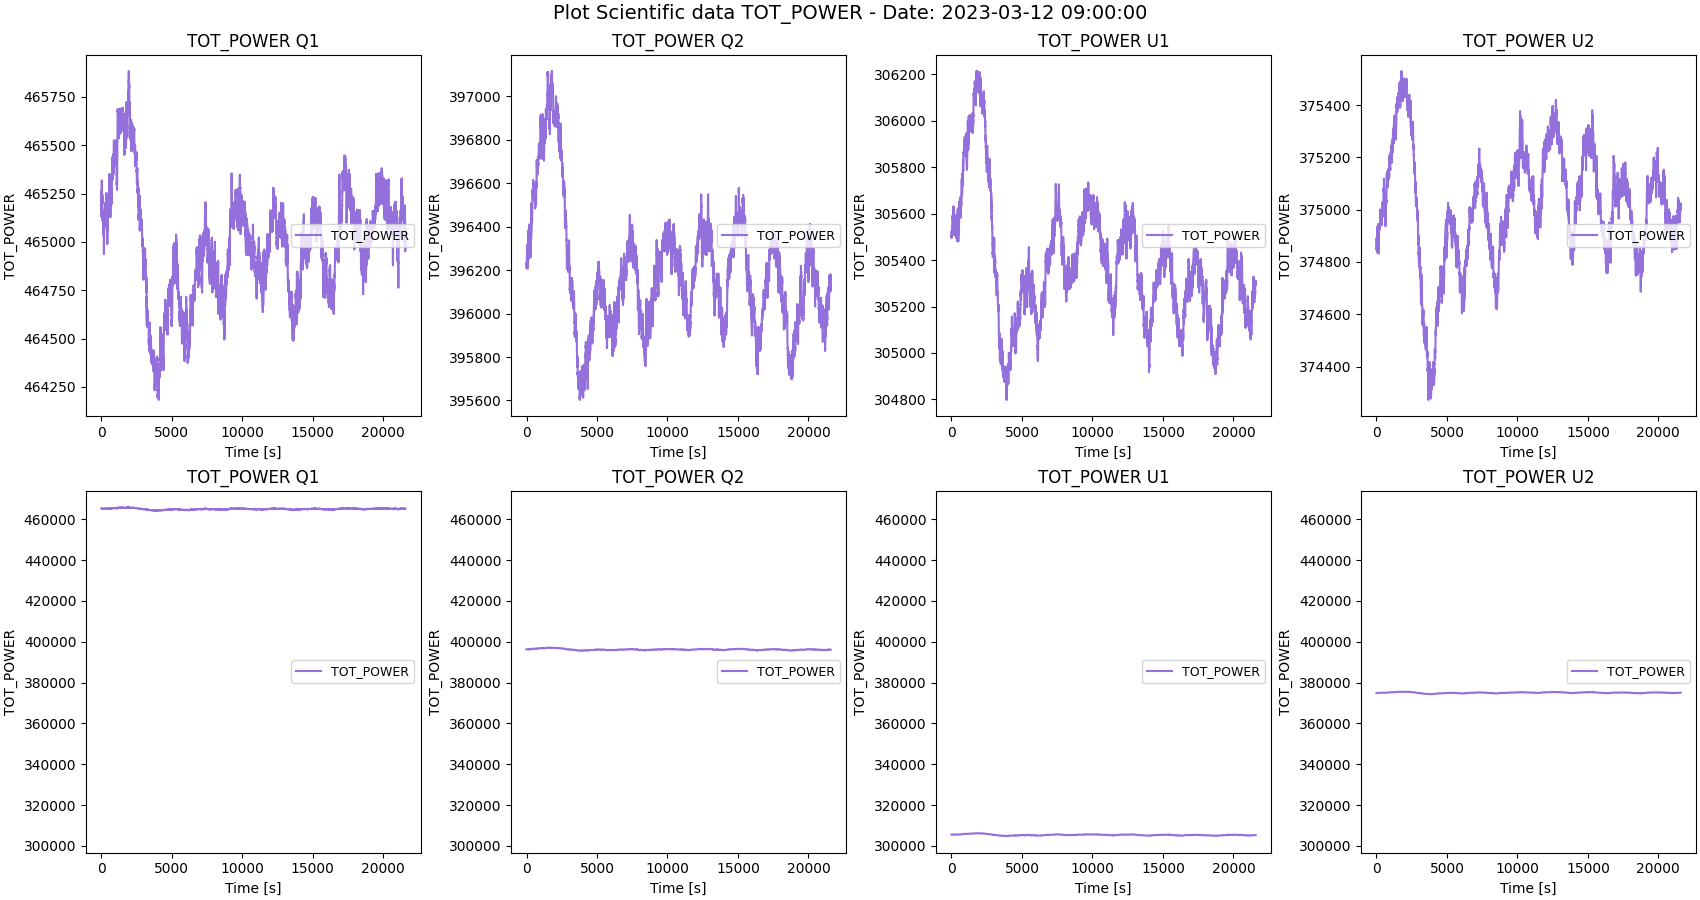 Plot Scientific data TOT_POWER - Date: 2023-03-12 09:00:00
TOT_POWER Q1
TOT_POWER
465750
465500
465250
465000
464750
464500
464250
TOT_POWER
0 5000 10000 15000 20000
Time [s]
TOT_POWER Q2
TOT_POWER
397000
396800
396600
396400
396200
396000
395800
395600
TOT_POWER
0 5000 10000 15000 20000
Time [s]
TOT_POWER U1
TOT_POWER
306200
306000
305800
305600
305400
305200
305000
304800
TOT_POWER
0 5000 10000 15000 20000
Time [s]
TOT_POWER U2
TOT_POWER
375400
375200
375000
374800
374600
374400
TOT_POWER
0 5000 10000 15000 20000
Time [s]
TOT_POWER Q1
TOT_POWER
460000
440000
420000
400000
380000
360000
340000
320000
300000
TOT_POWER
0 5000 10000 15000 20000
Time [s]
TOT_POWER Q2
TOT_POWER
460000
440000
420000
400000
380000
360000
340000
320000
300000
TOT_POWER
0 5000 10000 15000 20000
Time [s]
TOT_POWER U1
TOT_POWER
460000
440000
420000
400000
380000
360000
340000
320000
300000
TOT_POWER
0 5000 10000 15000 20000
Time [s]
TOT_POWER U2
TOT_POWER
460000
440000
420000
400000
380000
360000
340000
320000
300000
TOT_POWER
0 5000 10000 15000 20000
Time [s]